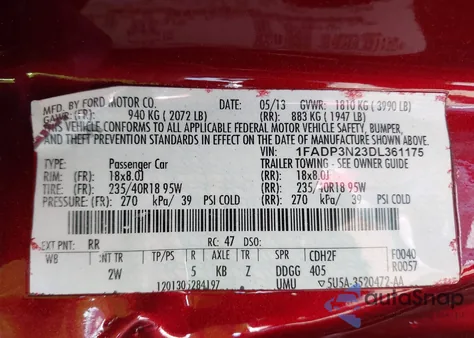 MFD. BY FORD MOTOR CO. DATE: 05/13 GVWR: 1810 KG ( 3990 LB)
GAWR: (FR): 940 KG ( 2072 LB) (RR): 883 KG ( 1947 LB)
THIS VEHICLE CONFORMS TO ALL APPLICABLE FEDERAL MOTOR VEHICLE SAFETY, BUMPER,
AND THEFT PREVENTION STANDARDS IN EFFECT ON THE DATE OF MANUFACTURE SHOWN ABOVE.
VIN: 1FADP3N23DL361175
TYPE: Passenger Car TRAILER TOWING - SEE OWNER GUIDE
RIM: (FR) 18x8.0J (RR) 18x8.0J
TIRE: (FR) 235/40R18 95W (RR) 235/40R18 95W
PRESSURE: (FR) 270 kPa/ 39 PSI COLD (RR) 270 kPa/ 39 PSI COLD
EXT PNT: RR RC: 47 DSO: F0040
WB INT TR TP/PS R AXLE TR SPR CDH2F R0057
2W 5 KB Z DDGG 405
1201305284197 UMU 5U5A-3520472-AA
autoSnap